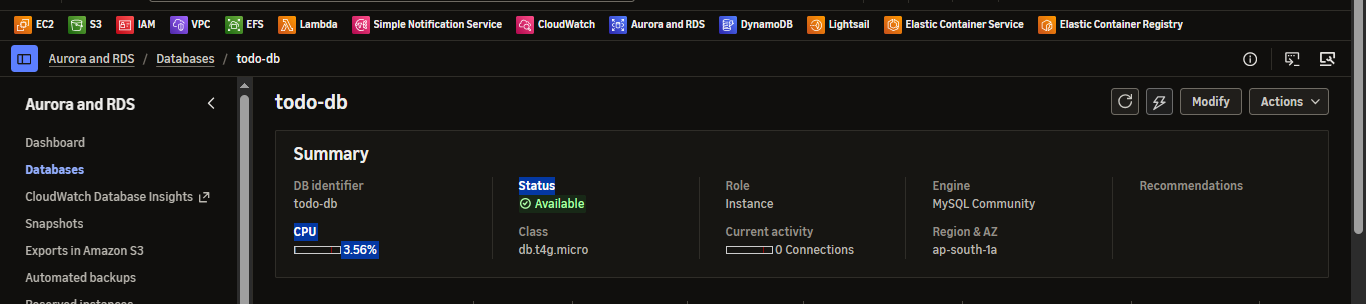 EC2 S3 IAM VPC EFS Lambda Simple Notification Service CloudWatch Aurora and RDS DynamoDB Lightsail Elastic Container Service Elastic Container Registry
Aurora and RDS / Databases / todo-db
Aurora and RDS
Dashboard
Databases
CloudWatch Database Insights
Snapshots
Exports in Amazon S3
Automated backups
Reserved instances
todo-db
Modify
Actions
Summary
DB identifier
todo-db
Status
Available
Role
Instance
Engine
MySQL Community
Recommendations
CPU
3.56%
Class
db.t4g.micro
Current activity
0 Connections
Region & AZ
ap-south-1a